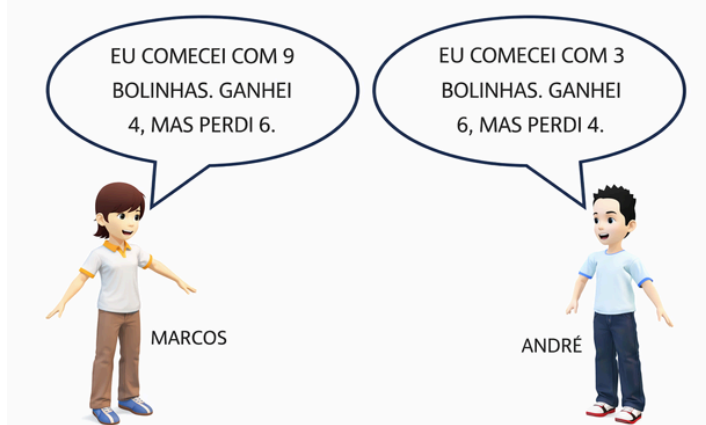 EU COMECEI COM 9
BOLINHAS. GANHEI
4, MAS PERDI 6.
EU COMECEI COM 3
BOLINHAS. GANHEI
6, MAS PERDI 4.
MARCOS
ANDRÉ